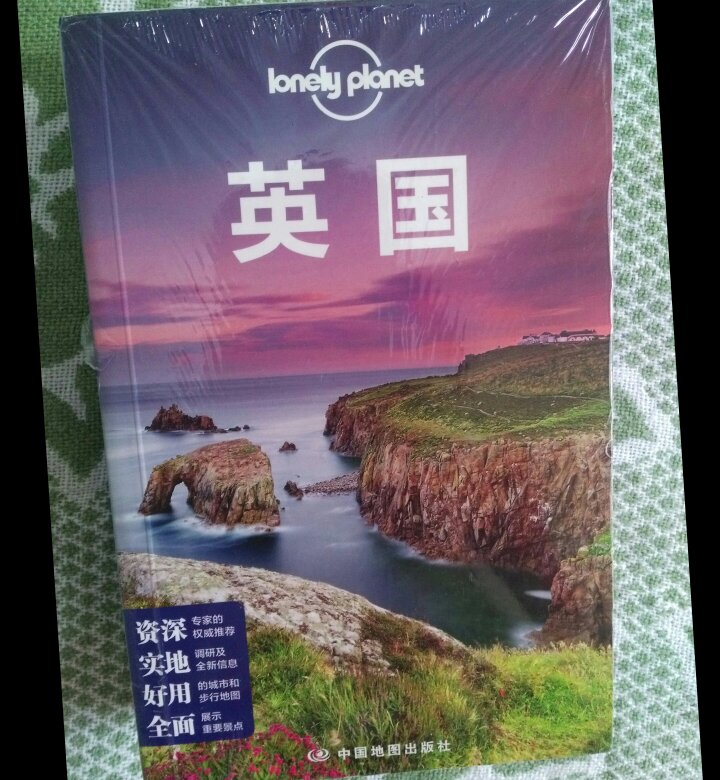 lonely planet
英国
资深 专家的
权威推荐
实地 调研及
全新信息
好用 的城市和
步行地图
全面 展示
重要景点
中国地图出版社